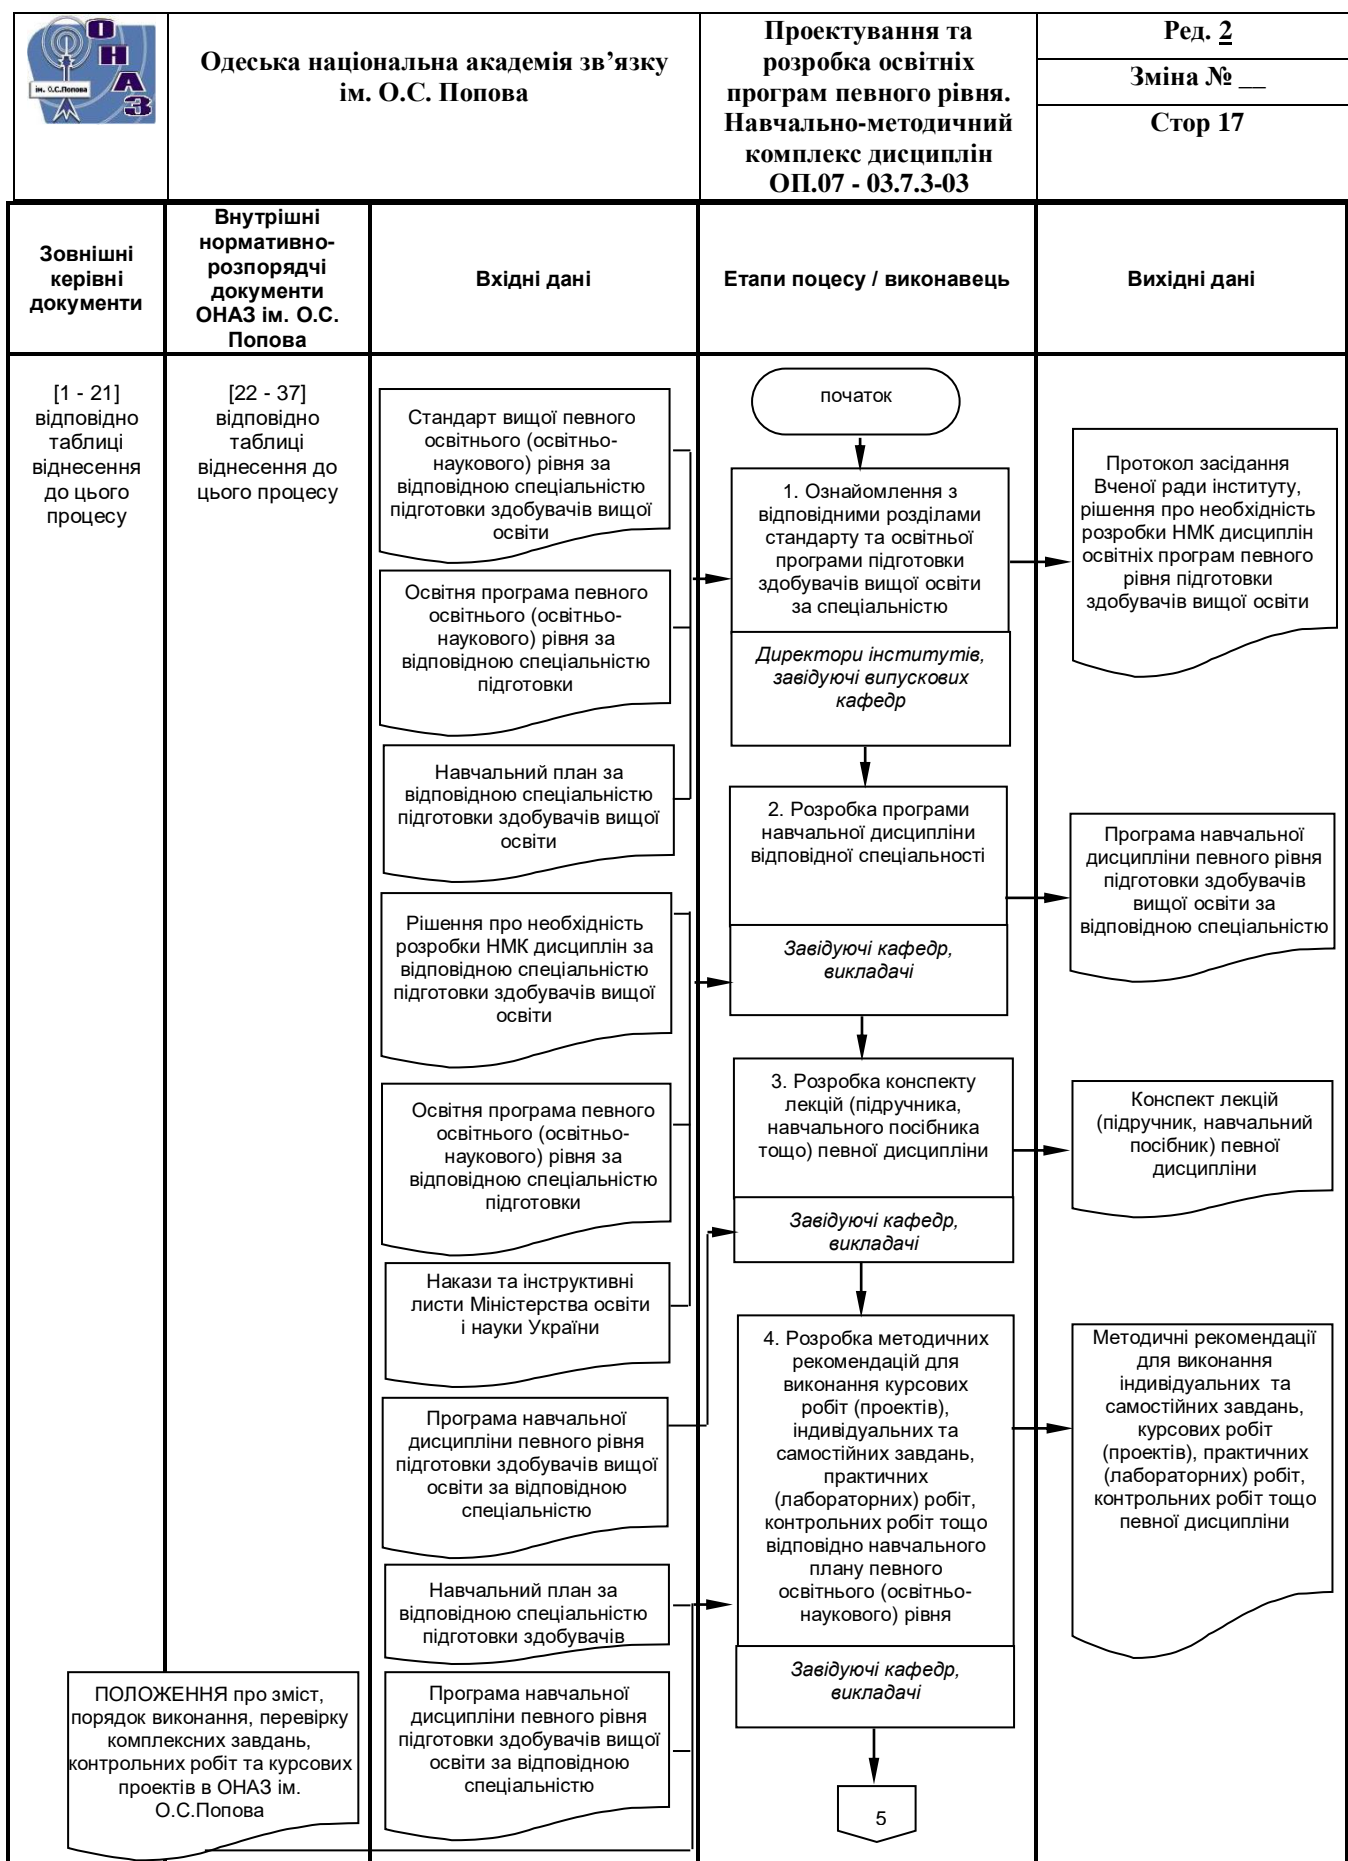 О
Н
А
З
ім. О.С.Попова
Одеська національна академія зв’язку
ім. О.С. Попова
Проектування та
розробка освітніх
програм певного рівня.
Навчально-методичний
комплекс дисциплін
ОП.07 - 03.7.3-03
Ред. 2
Зміна № __
Стор 17
Зовнішні
керівні
документи
Внутрішні
нормативно-
розпорядчі
документи
ОНАЗ ім. О.С.
Попова
Вхідні дані
Етапи поцесу / виконавець
Вихідні дані
[1 - 21]
відповідно
таблиці
віднесення
до цього
процесу
[22 - 37]
відповідно
таблиці
віднесення до
цього процесу
Стандарт вищої певного
освітнього (освітньо-
наукового) рівня за
відповідною спеціальністю
підготовки здобувачів вищої
освіти
Освітня програма певного
освітнього (освітньо-
наукового) рівня за
відповідною спеціальністю
підготовки
Навчальний план за
відповідною спеціальністю
підготовки здобувачів вищої
освіти
Рішення про необхідність
розробки НМК дисциплін за
відповідною спеціальністю
підготовки здобувачів вищої
освіти
Освітня програма певного
освітнього (освітньо-
наукового) рівня за
відповідною спеціальністю
підготовки
Накази та інструктивні
листи Міністерства освіти
і науки України
Програма навчальної
дисципліни певного рівня
підготовки здобувачів вищої
освіти за відповідною
спеціальністю
Навчальний план за
відповідною спеціальністю
підготовки здобувачів
ПОЛОЖЕННЯ про зміст,
порядок виконання, перевірку
комплексних завдань,
контрольних робіт та курсових
проектів в ОНАЗ ім.
О.С.Попова
Програма навчальної
дисципліни певного рівня
підготовки здобувачів вищої
освіти за відповідною
спеціальністю
початок
1. Ознайомлення з
відповідними розділами
стандарту та освітньої
програми підготовки
здобувачів вищої освіти
за спеціальністю
Директори інститутів,
завідуючі випускових
кафедр
2. Розробка програми
навчальної дисципліни
відповідної спеціальності
Завідуючі кафедр,
викладачі
3. Розробка конспекту
лекцій (підручника,
навчального посібника
тощо) певної дисципліни
Завідуючі кафедр,
викладачі
4. Розробка методичних
рекомендацій для
виконання курсових
робіт (проектів),
індивідуальних та
самостійних завдань,
практичних
(лабораторних) робіт,
контрольних робіт тощо
відповідно навчального
плану певного
освітнього (освітньо-
наукового) рівня
Завідуючі кафедр,
викладачі
5
Протокол засідання
Вченої ради інституту,
рішення про необхідність
розробки НМК дисциплін
освітніх програм певного
рівня підготовки
здобувачів вищої освіти
Програма навчальної
дисципліни певного рівня
підготовки здобувачів
вищої освіти за
відповідною спеціальністю
Конспект лекцій
(підручник, навчальний
посібник) певної
дисципліни
Методичні рекомендації
для виконання
індивідуальних та
самостійних завдань,
курсових робіт
(проектів), практичних
(лабораторних) робіт,
контрольних робіт тощо
певної дисципліни